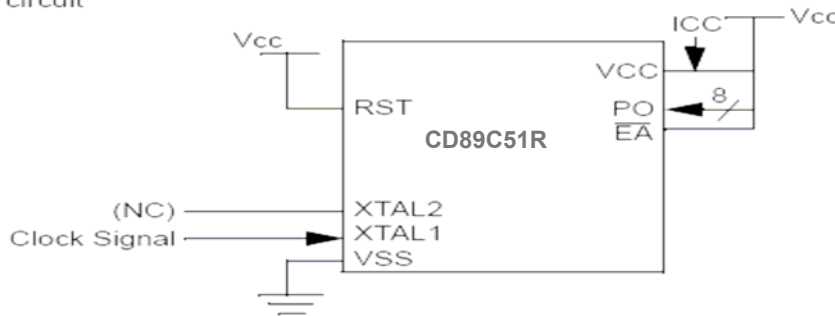 circuit
ICC
Vcc
Vcc
VCC
RST
8
PO
EA
CD89C51R
(NC)
XTAL2
Clock Signal
XTAL1
VSS